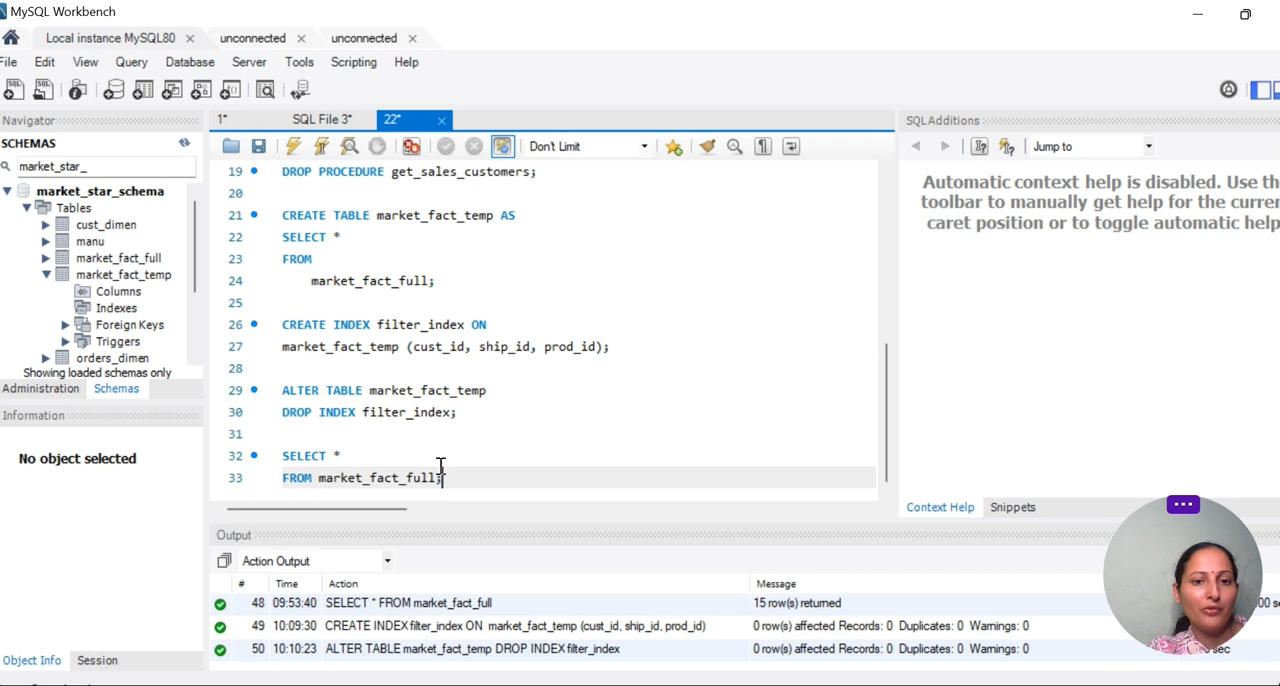 MySQL Workbench
Local instance MySQL80 unconnected unconnected
File Edit View Query Database Server Tools Scripting Help
Navigator
SCHEMAS
market_star_
market_star_schema
Tables
cust_dimen
manu
market_fact_full
market_fact_temp
Columns
Indexes
Foreign Keys
Triggers
orders_dimen
Showing loaded schemas only
Administration Schemas
Information
No object selected
Object Info Session
1* SQL File 3* 22*
Don't Limit
19 DROP PROCEDURE get_sales_customers;
20
21 CREATE TABLE market_fact_temp AS
22 SELECT *
23 FROM
24 market_fact_full;
25
26 CREATE INDEX filter_index ON
27 market_fact_temp (cust_id, ship_id, prod_id);
28
29 ALTER TABLE market_fact_temp
30 DROP INDEX filter_index;
31
32 SELECT *
33 FROM market_fact_full;
SQLAdditions
Jump to
Automatic context help is disabled. Use th
toolbar to manually get help for the curre
caret position or to toggle automatic help
Context Help Snippets
Output
Action Output
# Time Action Message
48 09:53:40 SELECT * FROM market_fact_full 15 row(s) returned
49 10:09:30 CREATE INDEX filter_index ON market_fact_temp (cust_id, ship_id, prod_id) 0 row(s) affected Records: 0 Duplicates: 0 Warnings: 0
50 10:10:23 ALTER TABLE market_fact_temp DROP INDEX filter_index 0 row(s) affected Records: 0 Duplicates: 0 Warnings: 0 sec